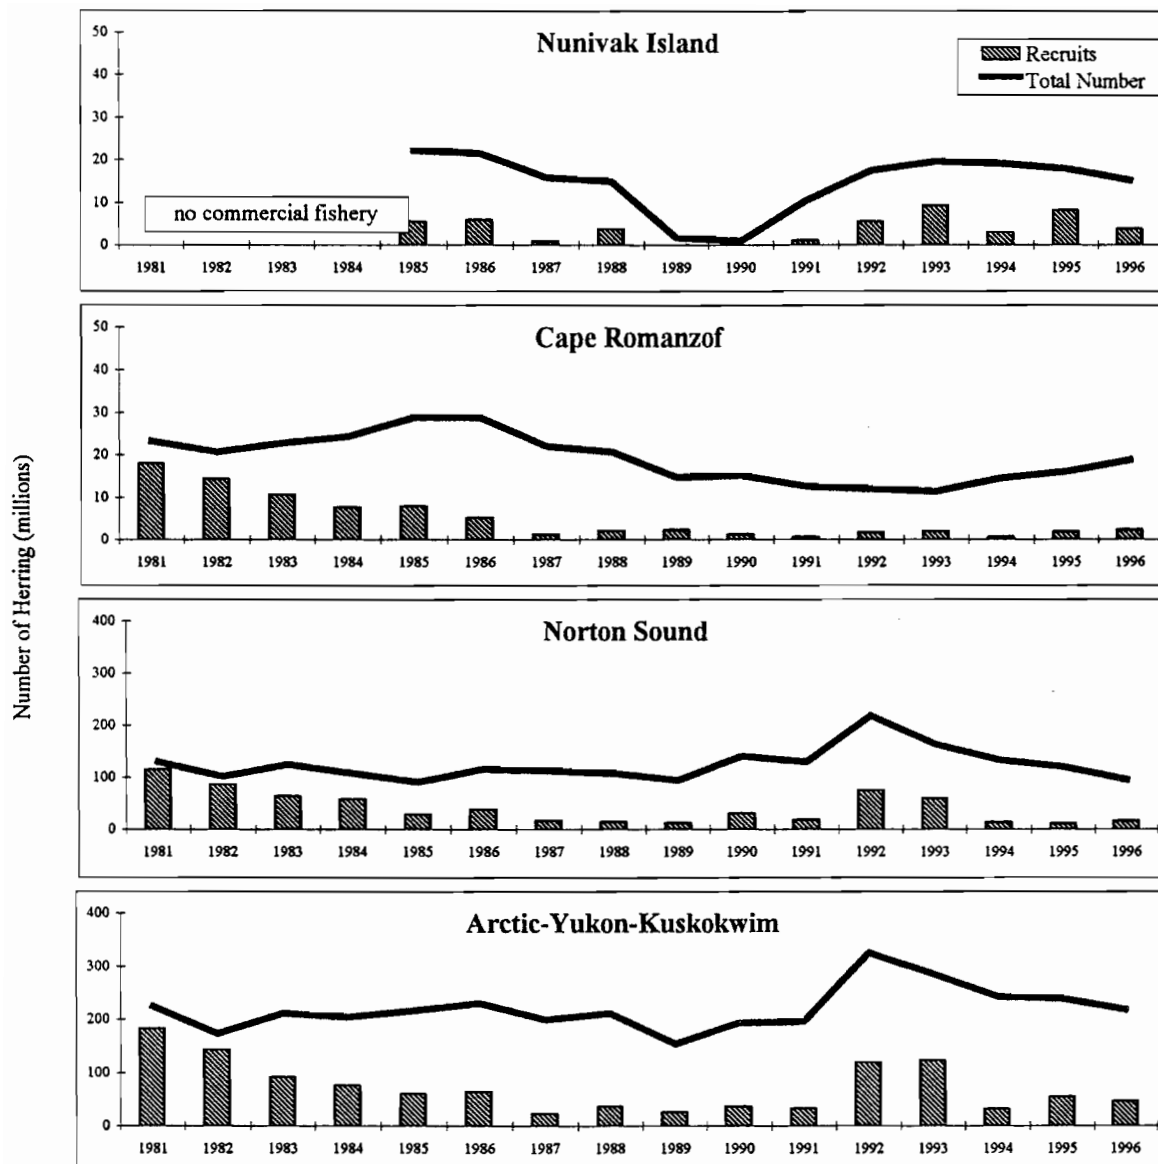 Number of Herring (millions)
Nunivak Island
Recruits
Total Number
50
40
30
20
10
0
no commercial fishery
1981 1982 1983 1984 1985 1986 1987 1988 1989 1990 1991 1992 1993 1994 1995 1996
Cape Romanzof
50
40
30
20
10
0
1981 1982 1983 1984 1985 1986 1987 1988 1989 1990 1991 1992 1993 1994 1995 1996
Norton Sound
400
300
200
100
0
1981 1982 1983 1984 1985 1986 1987 1988 1989 1990 1991 1992 1993 1994 1995 1996
Arctic-Yukon-Kuskokwim
400
300
200
100
0
1981 1982 1983 1984 1985 1986 1987 1988 1989 1990 1991 1992 1993 1994 1995 1996